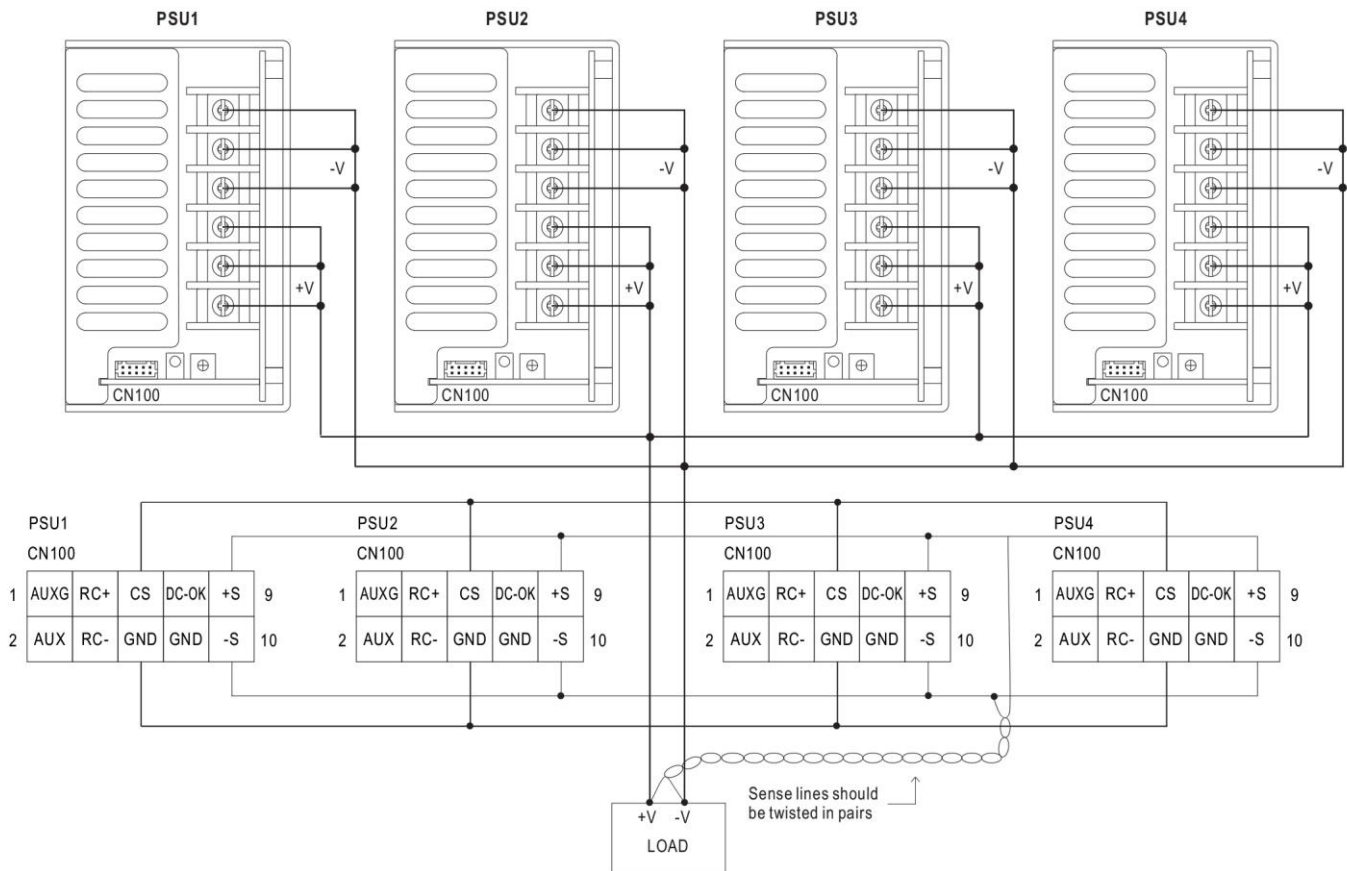 PSU1 PSU2 PSU3 PSU4
-V -V -V -V
+V +V +V +V
CN100 CN100 CN100 CN100
PSU1 PSU2 PSU3 PSU4
CN100 CN100 CN100 CN100
1 AUXG RC+ CS DC-OK +S 9 1 AUXG RC+ CS DC-OK +S 9 1 AUXG RC+ CS DC-OK +S 9 1 AUXG RC+ CS DC-OK +S 9
2 AUX RC- GND GND -S 10 2 AUX RC- GND GND -S 10 2 AUX RC- GND GND -S 10 2 AUX RC- GND GND -S 10
Sense lines should
be twisted in pairs
+V -V
LOAD